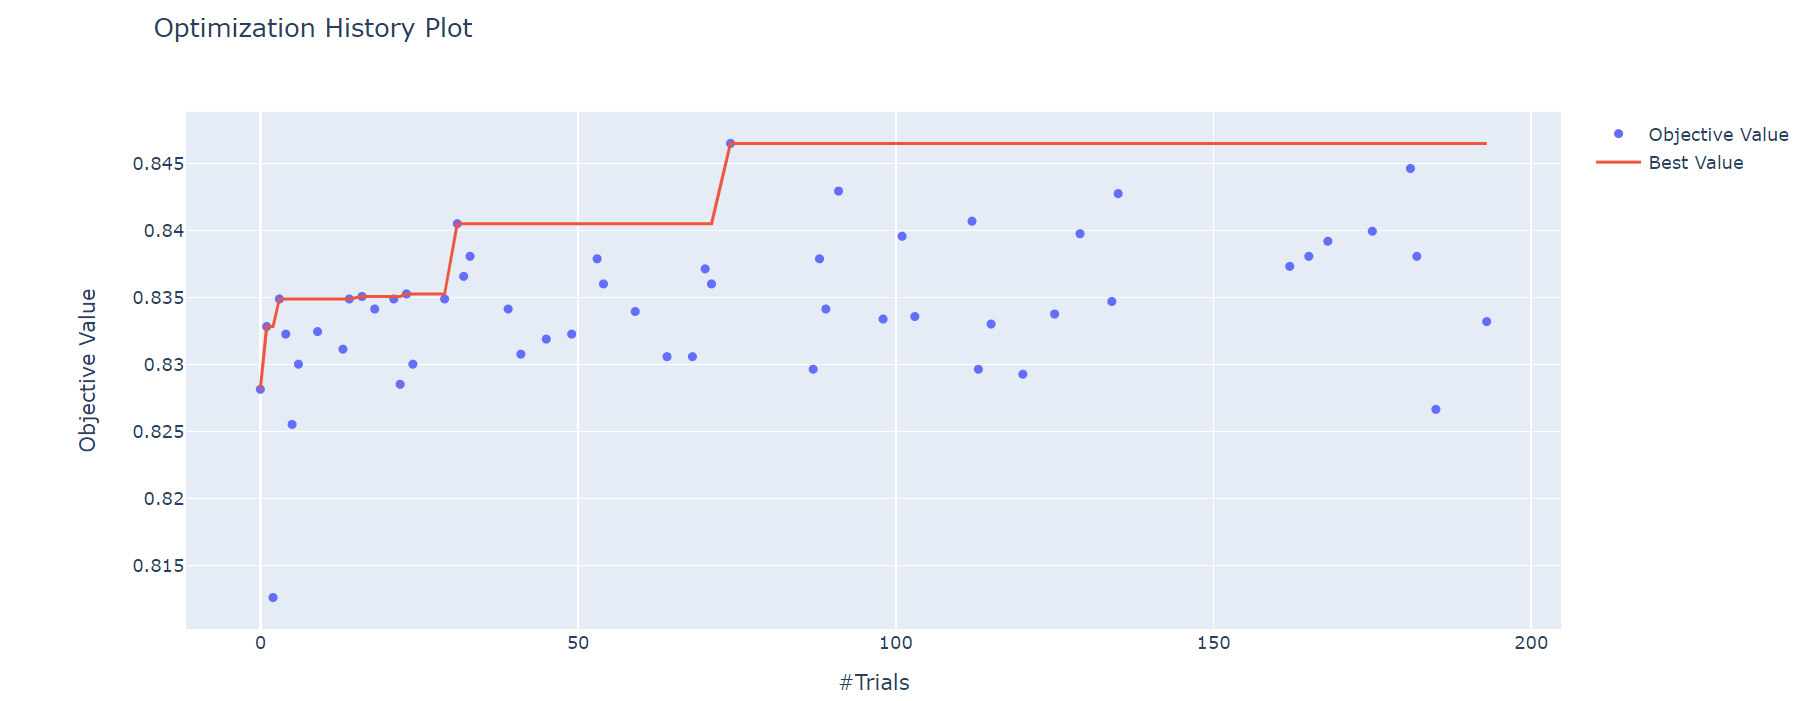 Optimization History Plot
Objective Value
Best Value
0.845
0.84
0.835
0.83
0.825
0.82
0.815
Objective Value
0
50
100
150
200
#Trials